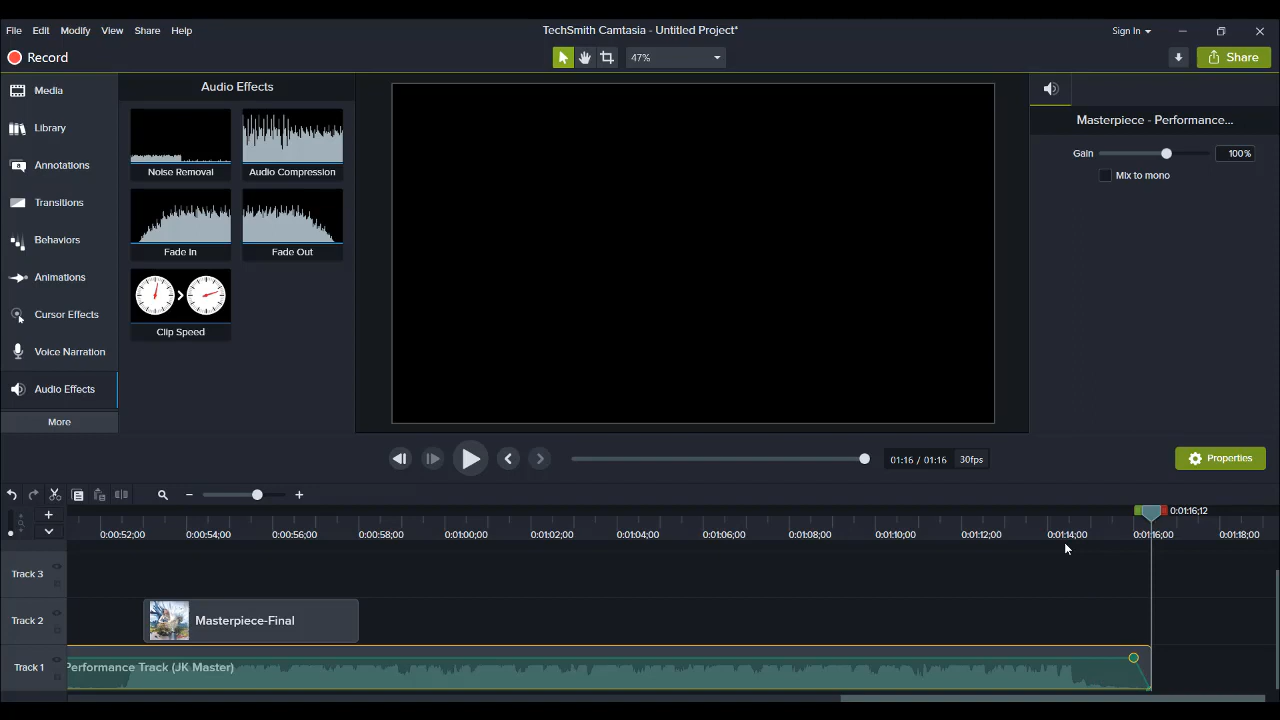 File Edit Modify View Share Help
TechSmith Camtasia - Untitled Project*
Sign In
Record
47%
Share
Media
Library
Annotations
Transitions
Behaviors
Animations
Cursor Effects
Voice Narration
Audio Effects
More
Audio Effects
Noise Removal
Audio Compression
Fade In
Fade Out
Clip Speed
Masterpiece - Performance...
Gain
100%
Mix to mono
01:16 / 01:16
30fps
Properties
0:01:16;12
0:00:52;00 0:00:54;00 0:00:56;00 0:00:58;00 0:01:00;00 0:01:02;00 0:01:04;00 0:01:06;00 0:01:08;00 0:01:10;00 0:01:12;00 0:01:14;00 0:01:16;00 0:01:18;00
Track 3
Track 2
Masterpiece-Final
Track 1
Performance Track (JK Master)